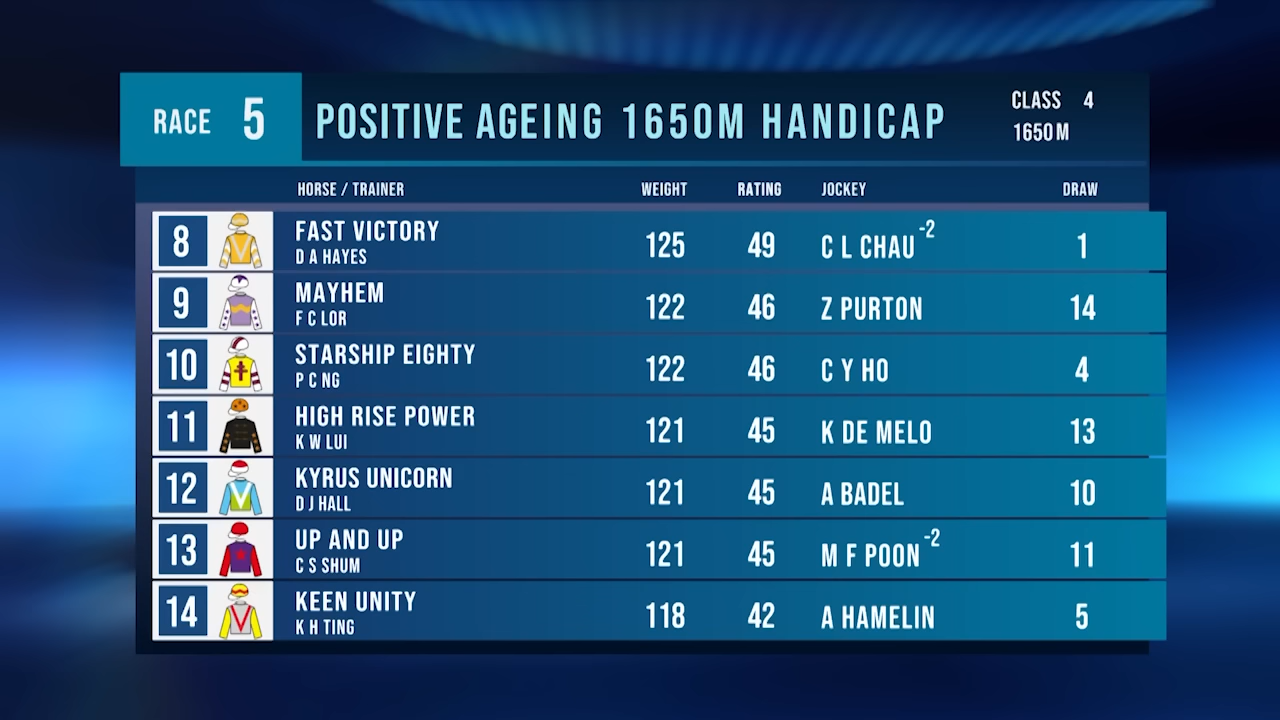 RACE 5 POSITIVE AGEING 1650M HANDICAP CLASS 4
1650 M
HORSE / TRAINER WEIGHT RATING JOCKEY DRAW
8 FAST VICTORY 125 49 C L CHAU -2 1
D A HAYES
9 MAYHEM 122 46 Z PURTON 14
F C LOR
10 STARSHIP EIGHTY 122 46 C Y HO 4
P C NG
11 HIGH RISE POWER 121 45 K DE MELO 13
K W LUI
12 KYRUS UNICORN 121 45 A BADEL 10
D J HALL
13 UP AND UP 121 45 M F POON -2 11
C S SHUM
14 KEEN UNITY 118 42 A HAMELIN 5
K H TING